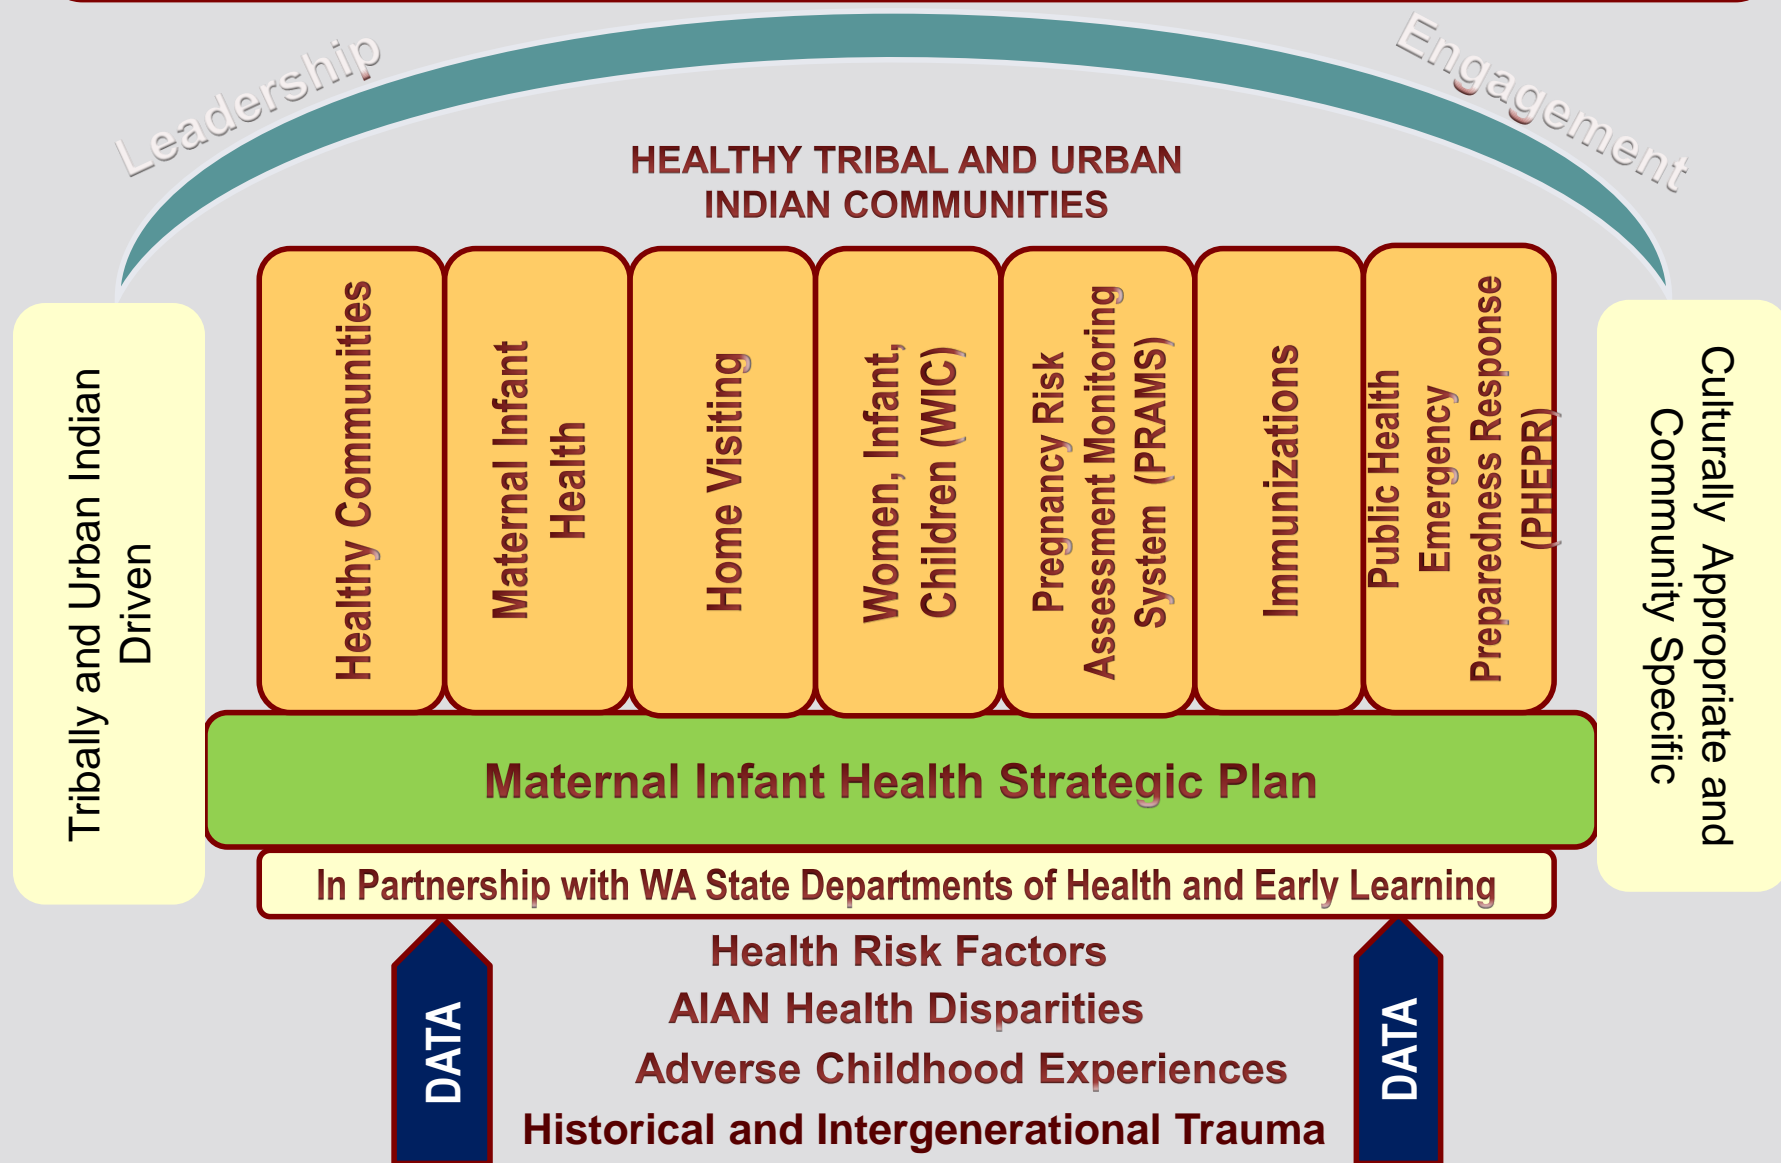 Leadership
Engagement
HEALTHY TRIBAL AND URBAN
INDIAN COMMUNITIES
Tribally and Urban Indian
Driven
Healthy Communities
Maternal Infant
Health
Home Visiting
Women, Infant,
Children (WIC)
Pregnancy Risk
Assessment Monitoring
System (PRAMS)
Immunizations
Public Health
Emergency
Preparedness Response
(PHEPR)
Culturally Appropriate and
Community Specific
Maternal Infant Health Strategic Plan
In Partnership with WA State Departments of Health and Early Learning
DATA
Health Risk Factors
AIAN Health Disparities
Adverse Childhood Experiences
Historical and Intergenerational Trauma
DATA